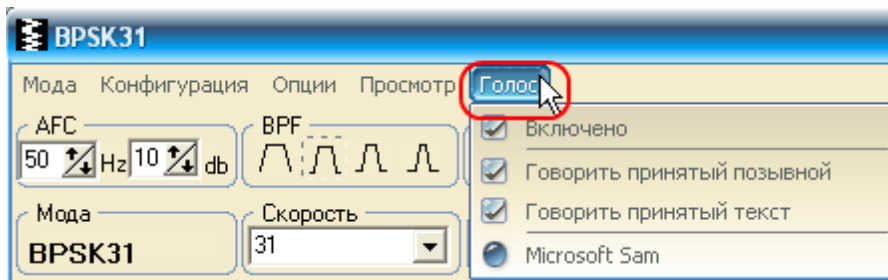 BPSK31
Мода Конфигурация Опции Просмотр Голос
AFC
50 Hz 10 db
BPF
Включено
Говорить принятый позывной
Говорить принятый текст
Microsoft Sam
Мода
BPSK31
Скорость
31